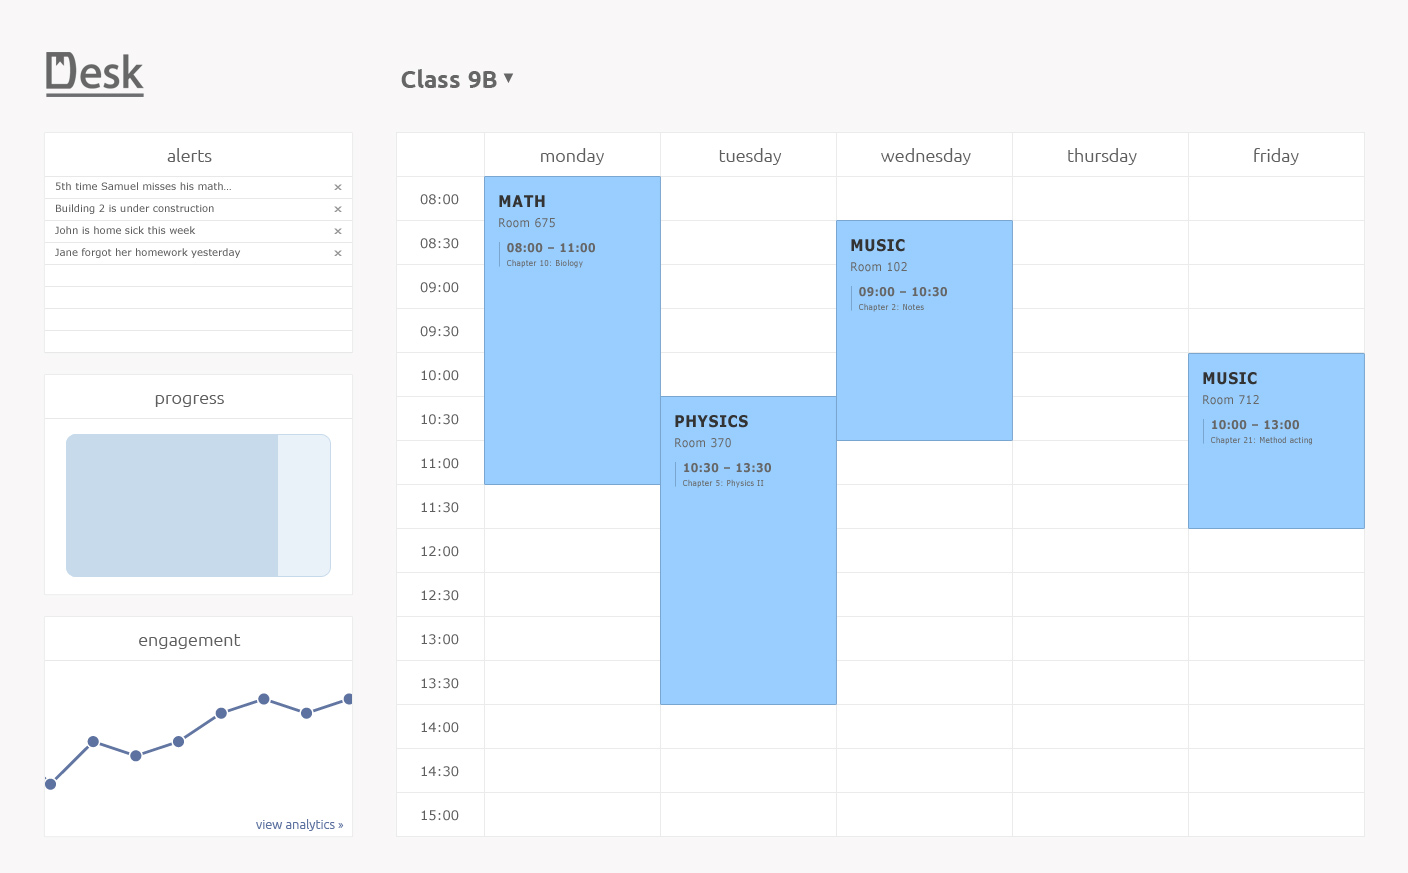 Desk
Class 9B ▼
alerts
5th time Samuel misses his math... ×
Building 2 is under construction ×
John is home sick this week ×
Jane forgot her homework yesterday ×
progress
engagement
view analytics »
monday tuesday wednesday thursday friday
08:00
08:30
09:00
09:30
10:00
10:30
11:00
11:30
12:00
12:30
13:00
13:30
14:00
14:30
15:00
MATH
Room 675
08:00 – 11:00
Chapter 10: Biology
PHYSICS
Room 370
10:30 – 13:30
Chapter 5: Physics II
MUSIC
Room 102
09:00 – 10:30
Chapter 2: Notes
MUSIC
Room 712
10:00 – 13:00
Chapter 21: Method acting